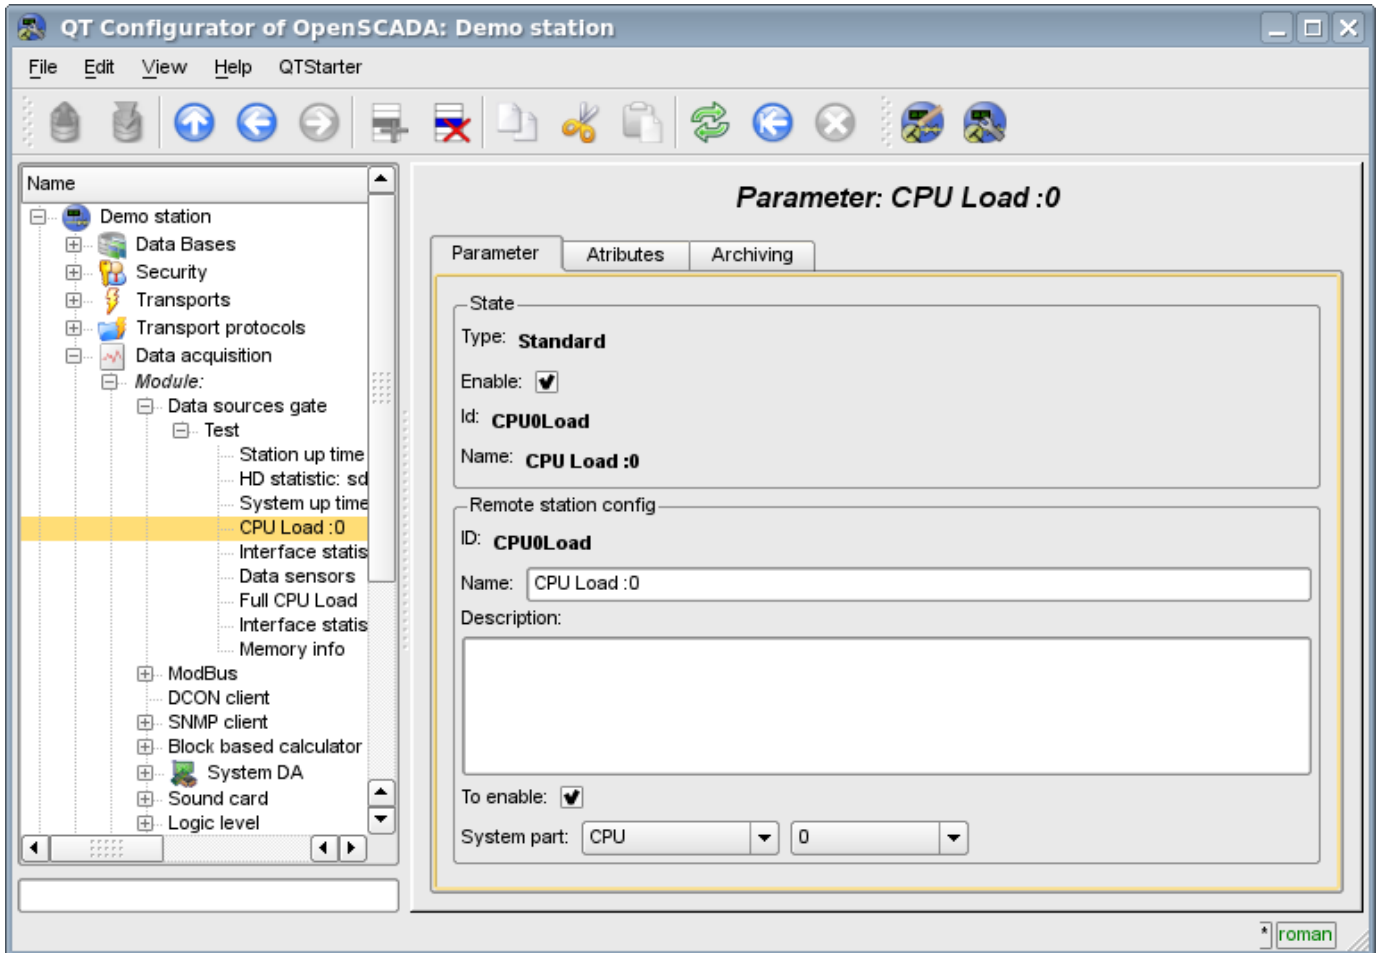 QT Configurator of OpenSCADA: Demo station
File Edit View Help QTStarter
Name
Demo station
Data Bases
Security
Transports
Transport protocols
Data acquisition
Module:
Data sources gate
Test
Station up time
HD statistic: sd
System up time
CPU Load :0
Interface statis
Data sensors
Full CPU Load
Interface statis
Memory info
ModBus
DCON client
SNMP client
Block based calculator
System DA
Sound card
Logic level
Parameter: CPU Load :0
Parameter Atributes Archiving
State
Type: Standard
Enable:
Id: CPU0Load
Name: CPU Load :0
Remote station config
ID: CPU0Load
Name: CPU Load :0
Description:
To enable:
System part: CPU 0
* roman